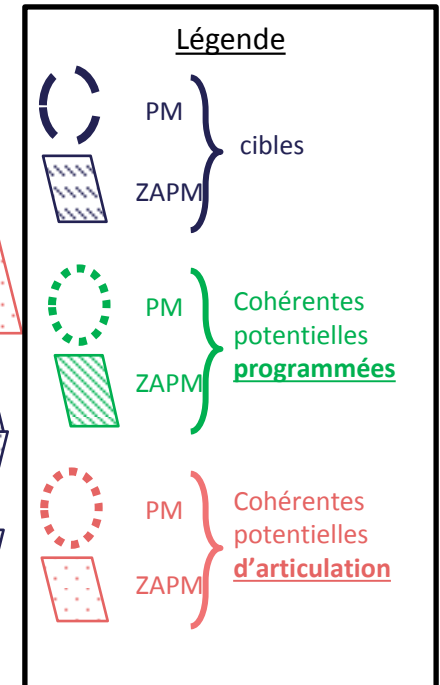 Légende
PM
cibles
ZAPM
PM
Cohérentes
potentielles
programmées
ZAPM
PM
Cohérentes
potentielles
d'articulation
ZAPM